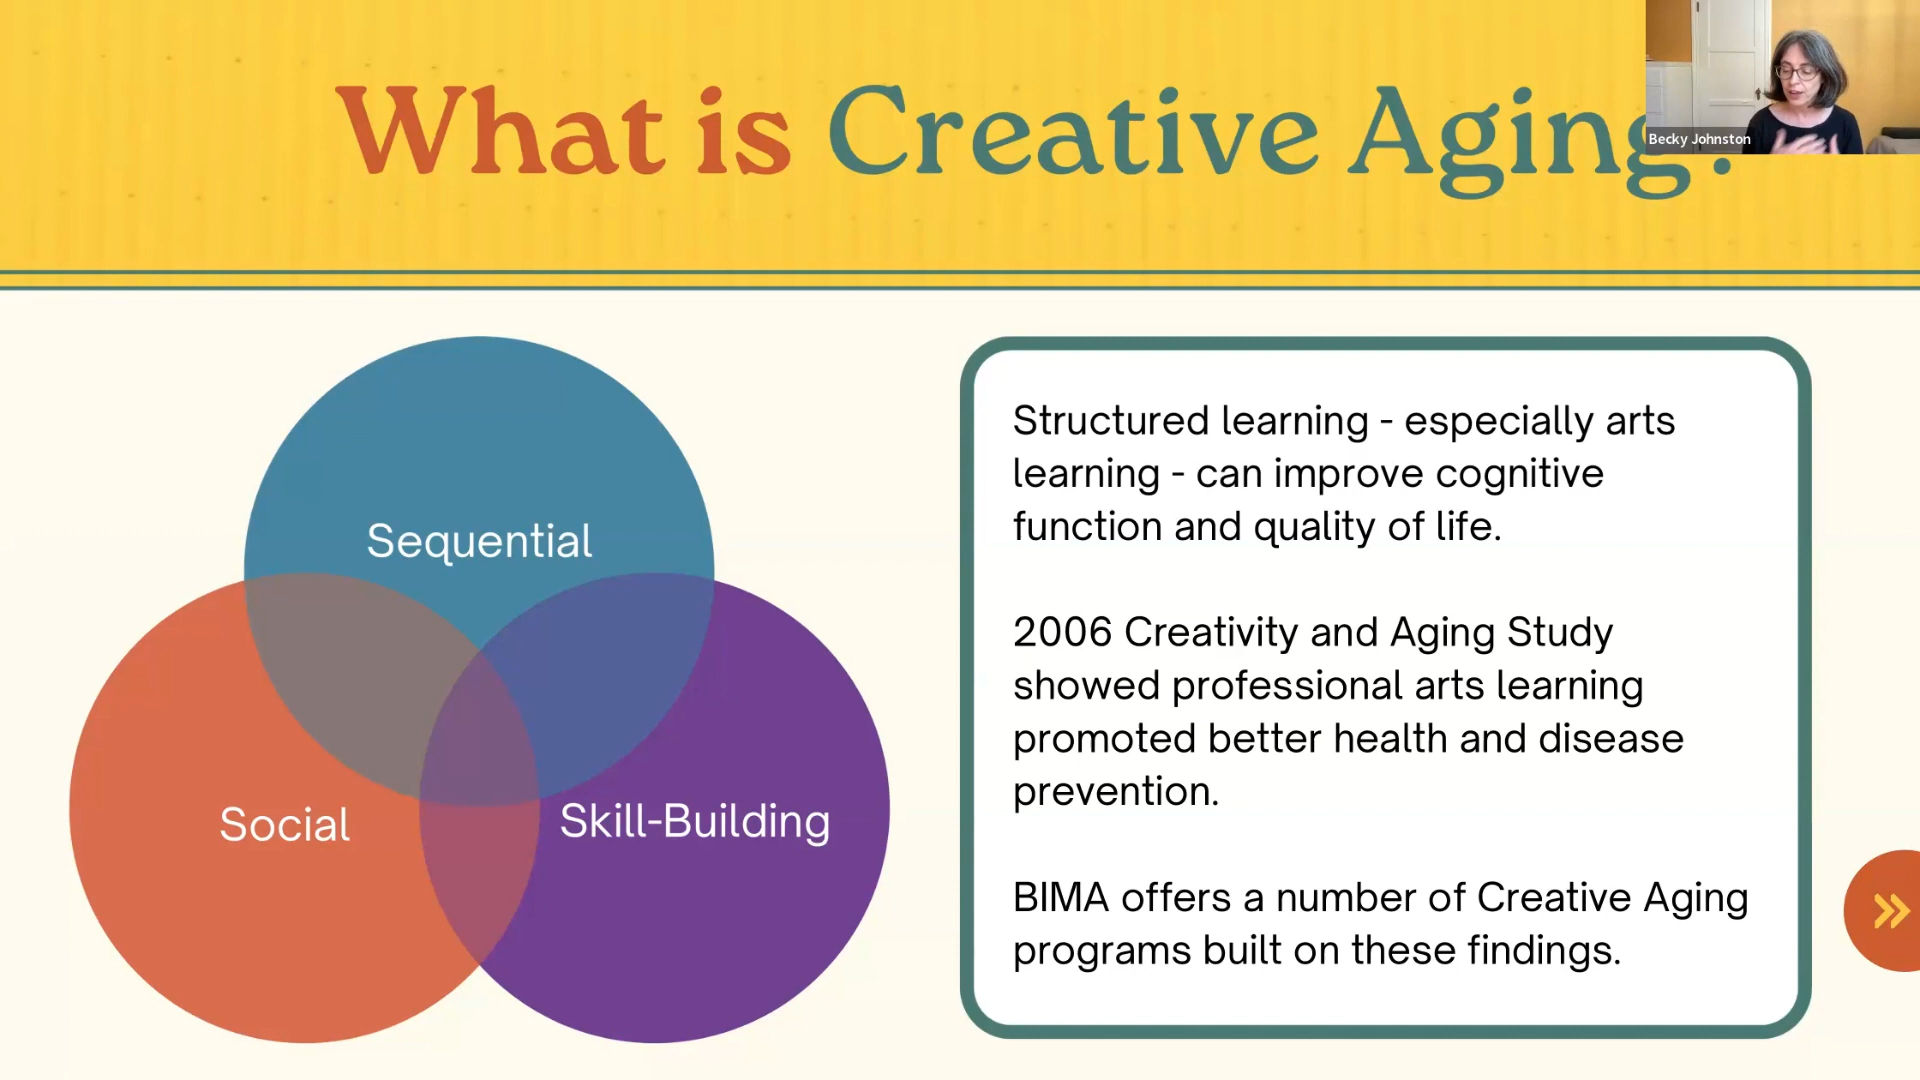 What is Creative Aging?
Becky Johnston
Sequential
Social
Skill-Building
Structured learning - especially arts
learning - can improve cognitive
function and quality of life.
2006 Creativity and Aging Study
showed professional arts learning
promoted better health and disease
prevention.
BIMA offers a number of Creative Aging
programs built on these findings.